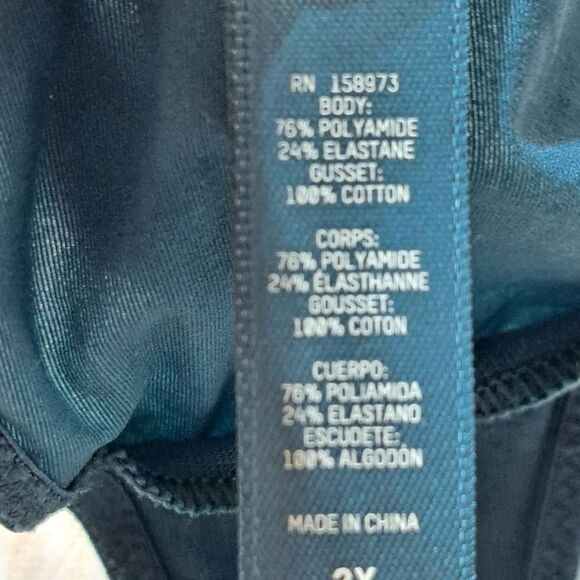 RN 158973
BODY:
76% POLYAMIDE
24% ELASTANE
GUSSET:
100% COTTON
CORPS:
76% POLYAMIDE
24% ÉLASTHANNE
GOUSSET:
100% COTON
CUERPO:
76% POLIAMIDA
24% ELASTANO
ESCUDETE:
100% ALGODÓN
MADE IN CHINA
2X